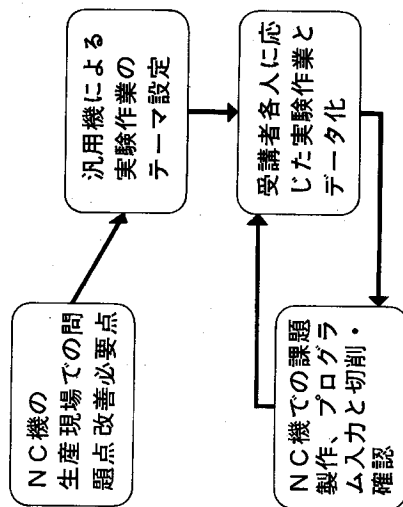 NC機の
生産現場での問
題点改善必要点
汎用機による
実験作業の
テーマ設定
受講者各人に応
じた実験作業と
データ化
NC機での課題
製作、プログラ
ム入力と切削・
確認